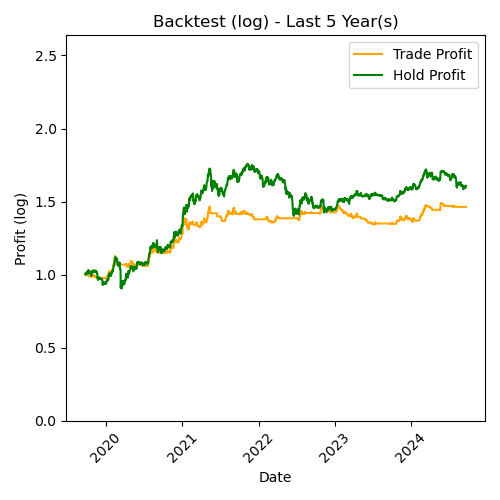 Backtest (log) - Last 5 Year(s)
Trade Profit
Hold Profit
Profit (log)
2.5
2.0
1.5
1.0
0.5
0.0
2020
2021
2022
2023
2024
Date